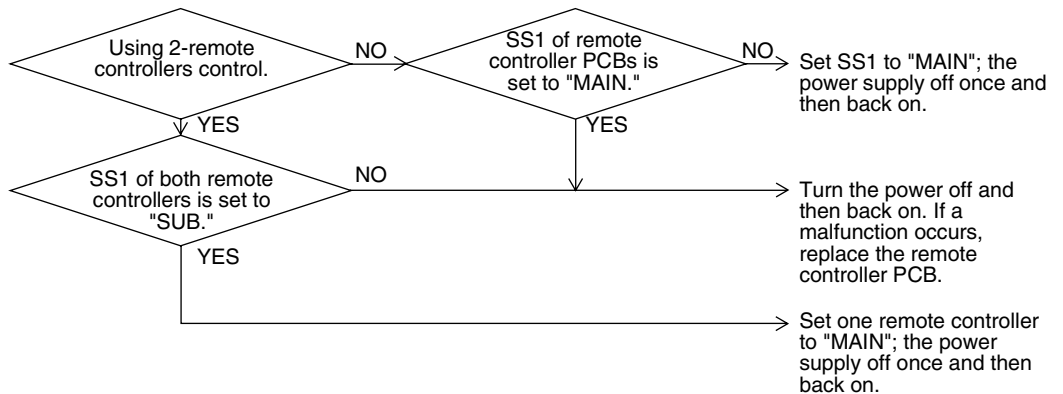 Using 2-remote
controllers control.
NO
SS1 of remote
controller PCBs is
set to "MAIN."
NO
Set SS1 to "MAIN"; the
power supply off once and
then back on.
YES
YES
SS1 of both remote
controllers is set to
"SUB."
NO
Turn the power off and
then back on. If a
malfunction occurs,
replace the remote
controller PCB.
YES
Set one remote controller
to "MAIN"; the power
supply off once and then
back on.